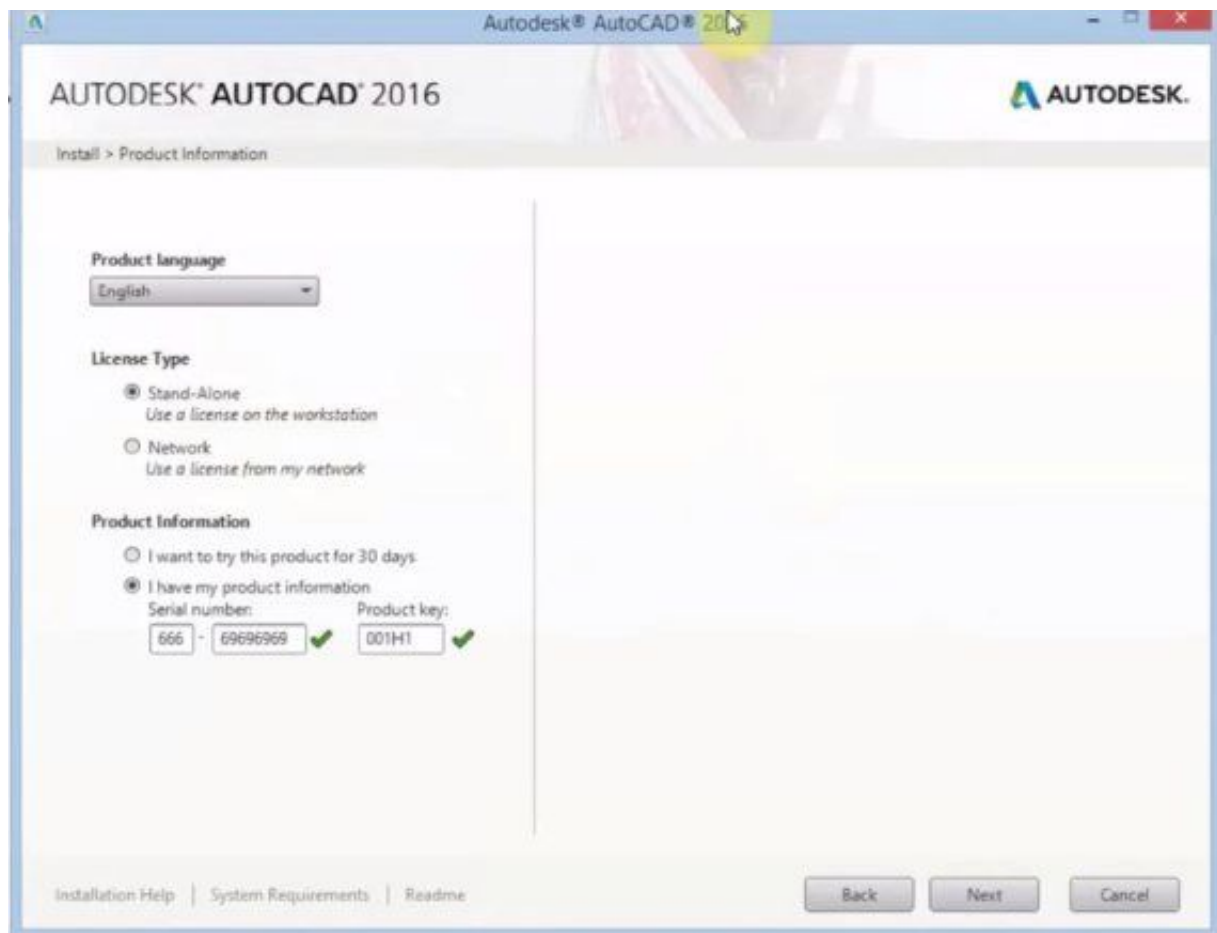 Autodesk® AutoCAD® 2016
AUTODESK® AUTOCAD® 2016
AUTODESK.
Install > Product Information
Product language
English
License Type
Stand-Alone
Use a license on the workstation
Network
Use a license from my network
Product Information
I want to try this product for 30 days
I have my product information
Serial number: Product key:
666 - 69696969 001H1
Installation Help | System Requirements | Readme
Back Next Cancel